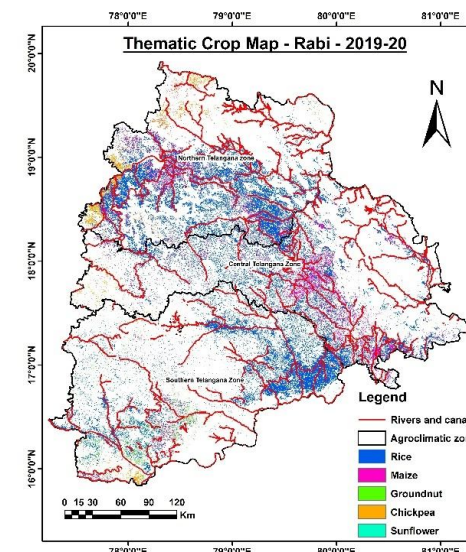 78°0'0"E 79°0'0"E 80°0'0"E 81°0'0"E
Thematic Crop Map - Rabi - 2019-20
N
20°0'0"N
19°0'0"N
18°0'0"N
17°0'0"N
16°0'0"N
Northern Telangana zone
Central Telangana Zone
Southern Telangana Zone
Legend
Rivers and cana
Agroclimatic zo
Rice
Maize
Groundnut
Chickpea
Sunflower
0 15 30 60 90 120
Km
78°0'0"E 79°0'0"E 80°0'0"E 81°0'0"E